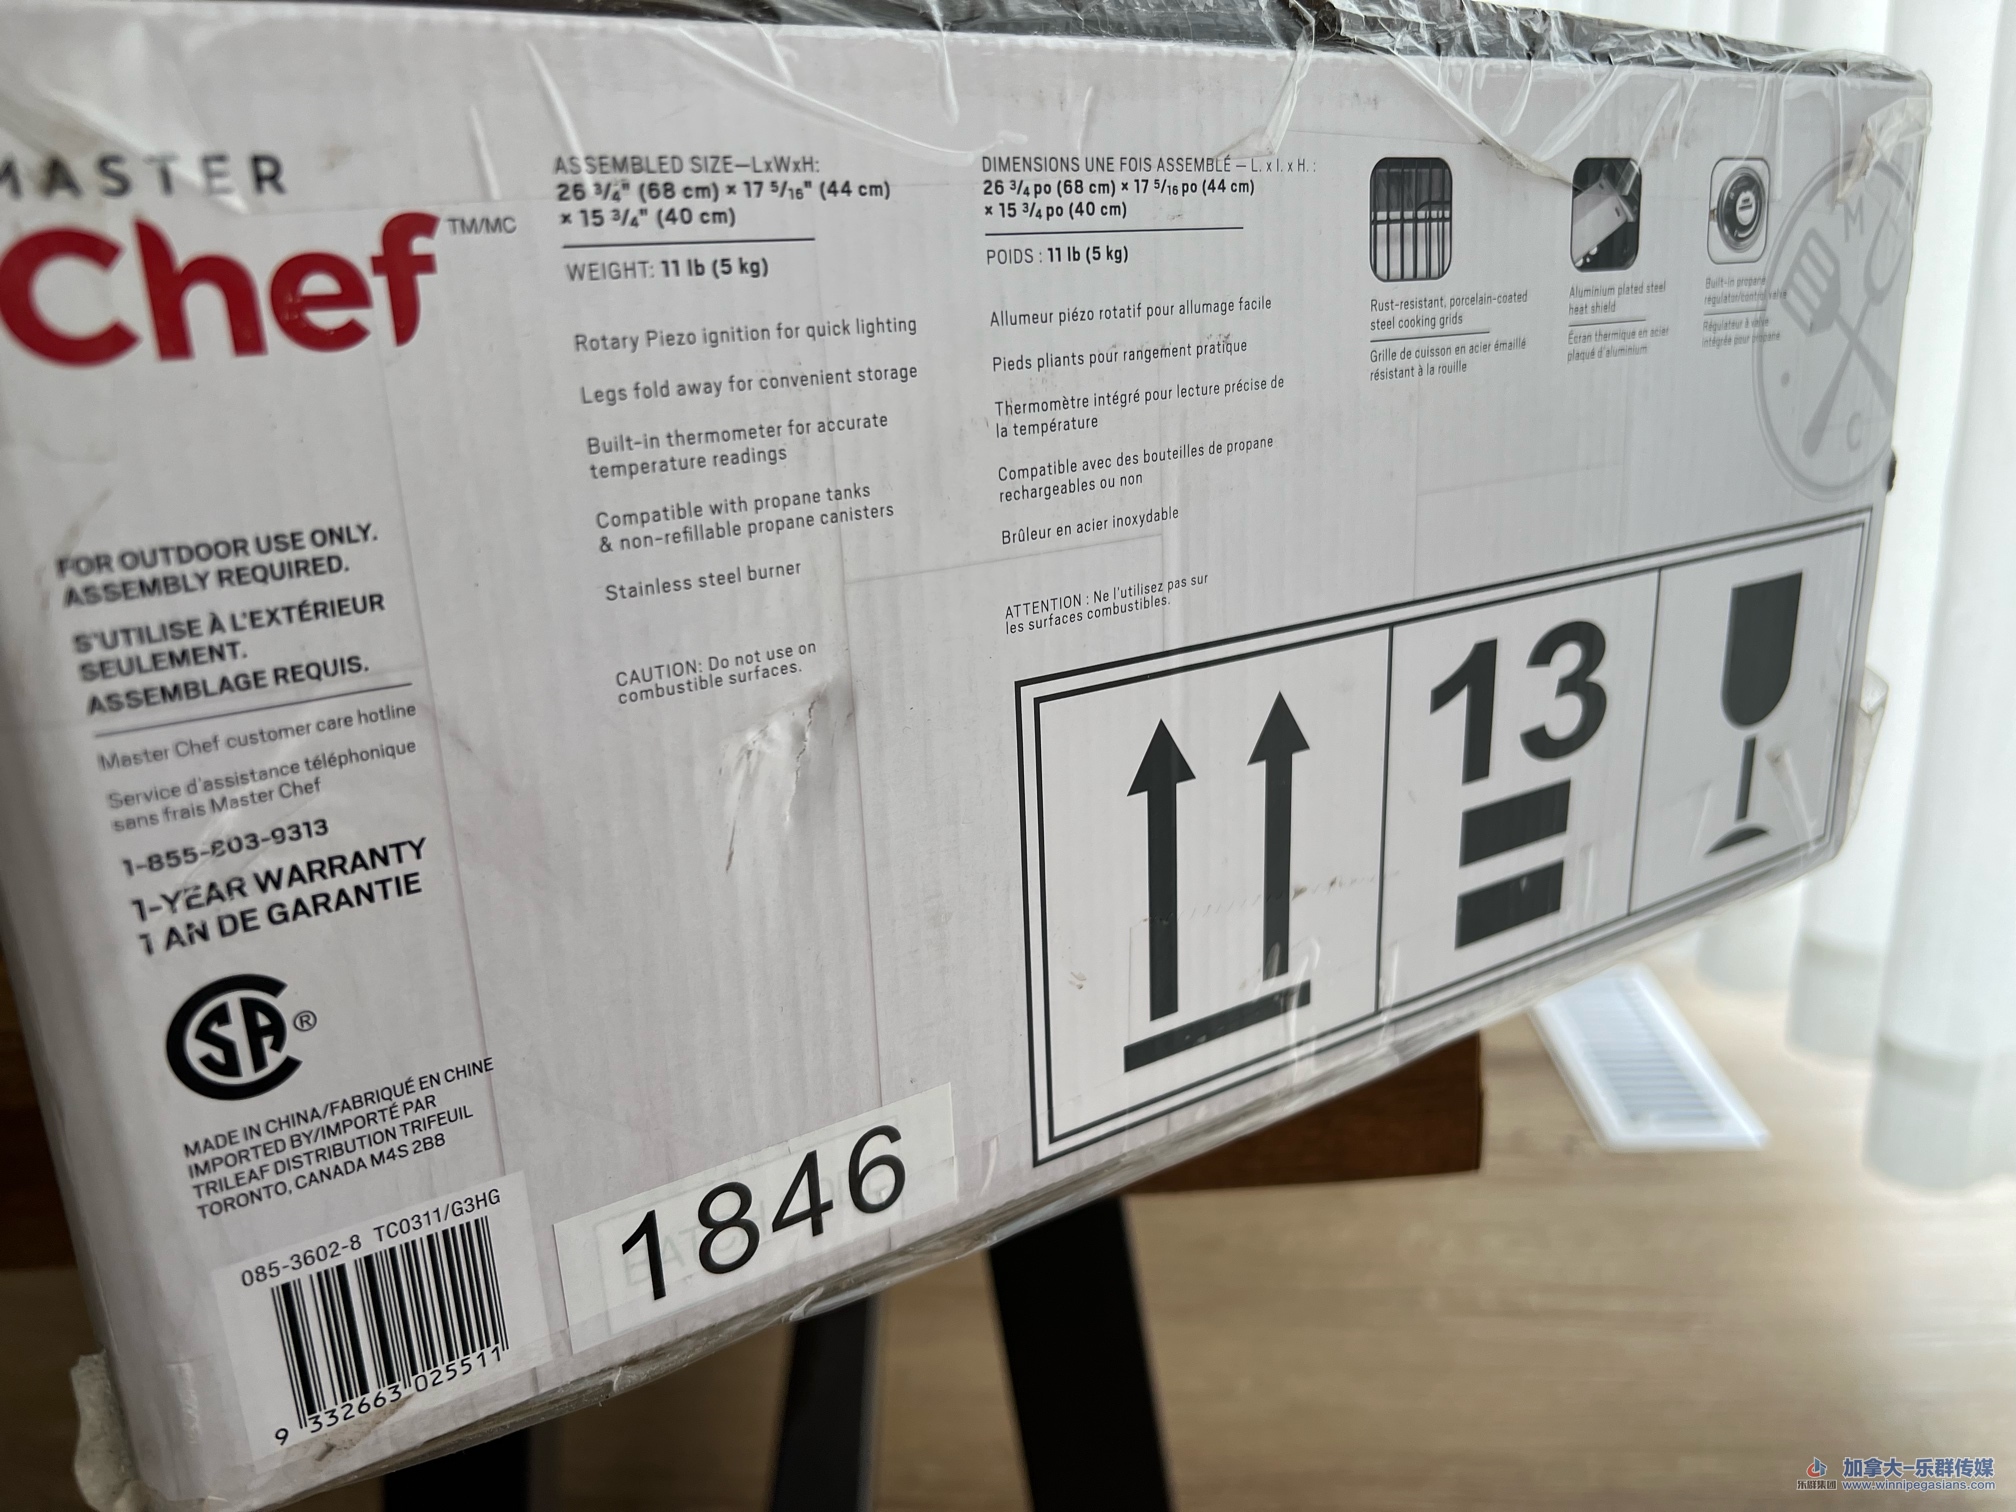 MASTER
Chef TM/MC
FOR OUTDOOR USE ONLY.
ASSEMBLY REQUIRED.
S'UTILISE À L'EXTÉRIEUR
SEULEMENT.
ASSEMBLAGE REQUIS.
Master Chef customer care hotline
Service d'assistance téléphonique
sans frais Master Chef
1-855-803-9313
1-YEAR WARRANTY
1 AN DE GARANTIE
CSA®
MADE IN CHINA/FABRIQUÉ EN CHINE
IMPORTED BY/IMPORTÉ PAR
TRILEAF DISTRIBUTION TRIFEUIL
TORONTO, CANADA M4S 2B8
085-3602-8 TC0311/G3HG
9 332663 025511
ASSEMBLED SIZE—LxWxH:
26 3/4" (68 cm) × 17 5/16" (44 cm)
× 15 3/4" (40 cm)
WEIGHT: 11 lb (5 kg)
Rotary Piezo ignition for quick lighting
Legs fold away for convenient storage
Built-in thermometer for accurate
temperature readings
Compatible with propane tanks
& non-refillable propane canisters
Stainless steel burner
CAUTION: Do not use on
combustible surfaces.
1846
DIMENSIONS UNE FOIS ASSEMBLÉ — L. x l. x H. :
26 3/4 po (68 cm) × 17 5/16 po (44 cm)
× 15 3/4 po (40 cm)
POIDS : 11 lb (5 kg)
Allumeur piézo rotatif pour allumage facile
Pieds pliants pour rangement pratique
Thermomètre intégré pour lecture précise de
la température
Compatible avec des bouteilles de propane
rechargeables ou non
Brûleur en acier inoxydable
ATTENTION : Ne l'utilisez pas sur
les surfaces combustibles.
Rust-resistant, porcelain-coated
steel cooking grids
Grille de cuisson en acier émaillé
résistant à la rouille
Aluminium plated steel
heat shield
Écran thermique en acier
plaqué d'aluminium
Built-in propane
regulator/control valve
Régulateur à valve
intégrée pour propane
M
C
13
乐群集团
加拿大-乐群传媒
www.winnipegasians.com